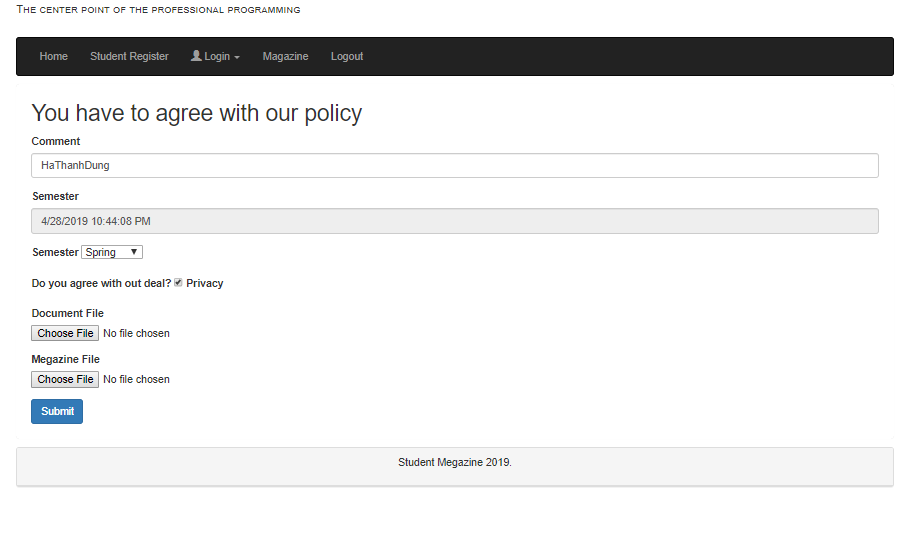 The center point of the professional programming
Home Student Register Login Magazine Logout
You have to agree with our policy
Comment
HaThanhDung
Semester
4/28/2019 10:44:08 PM
Semester Spring
Do you agree with out deal? Privacy
Document File
Choose File No file chosen
Megazine File
Choose File No file chosen
Submit
Student Megazine 2019.